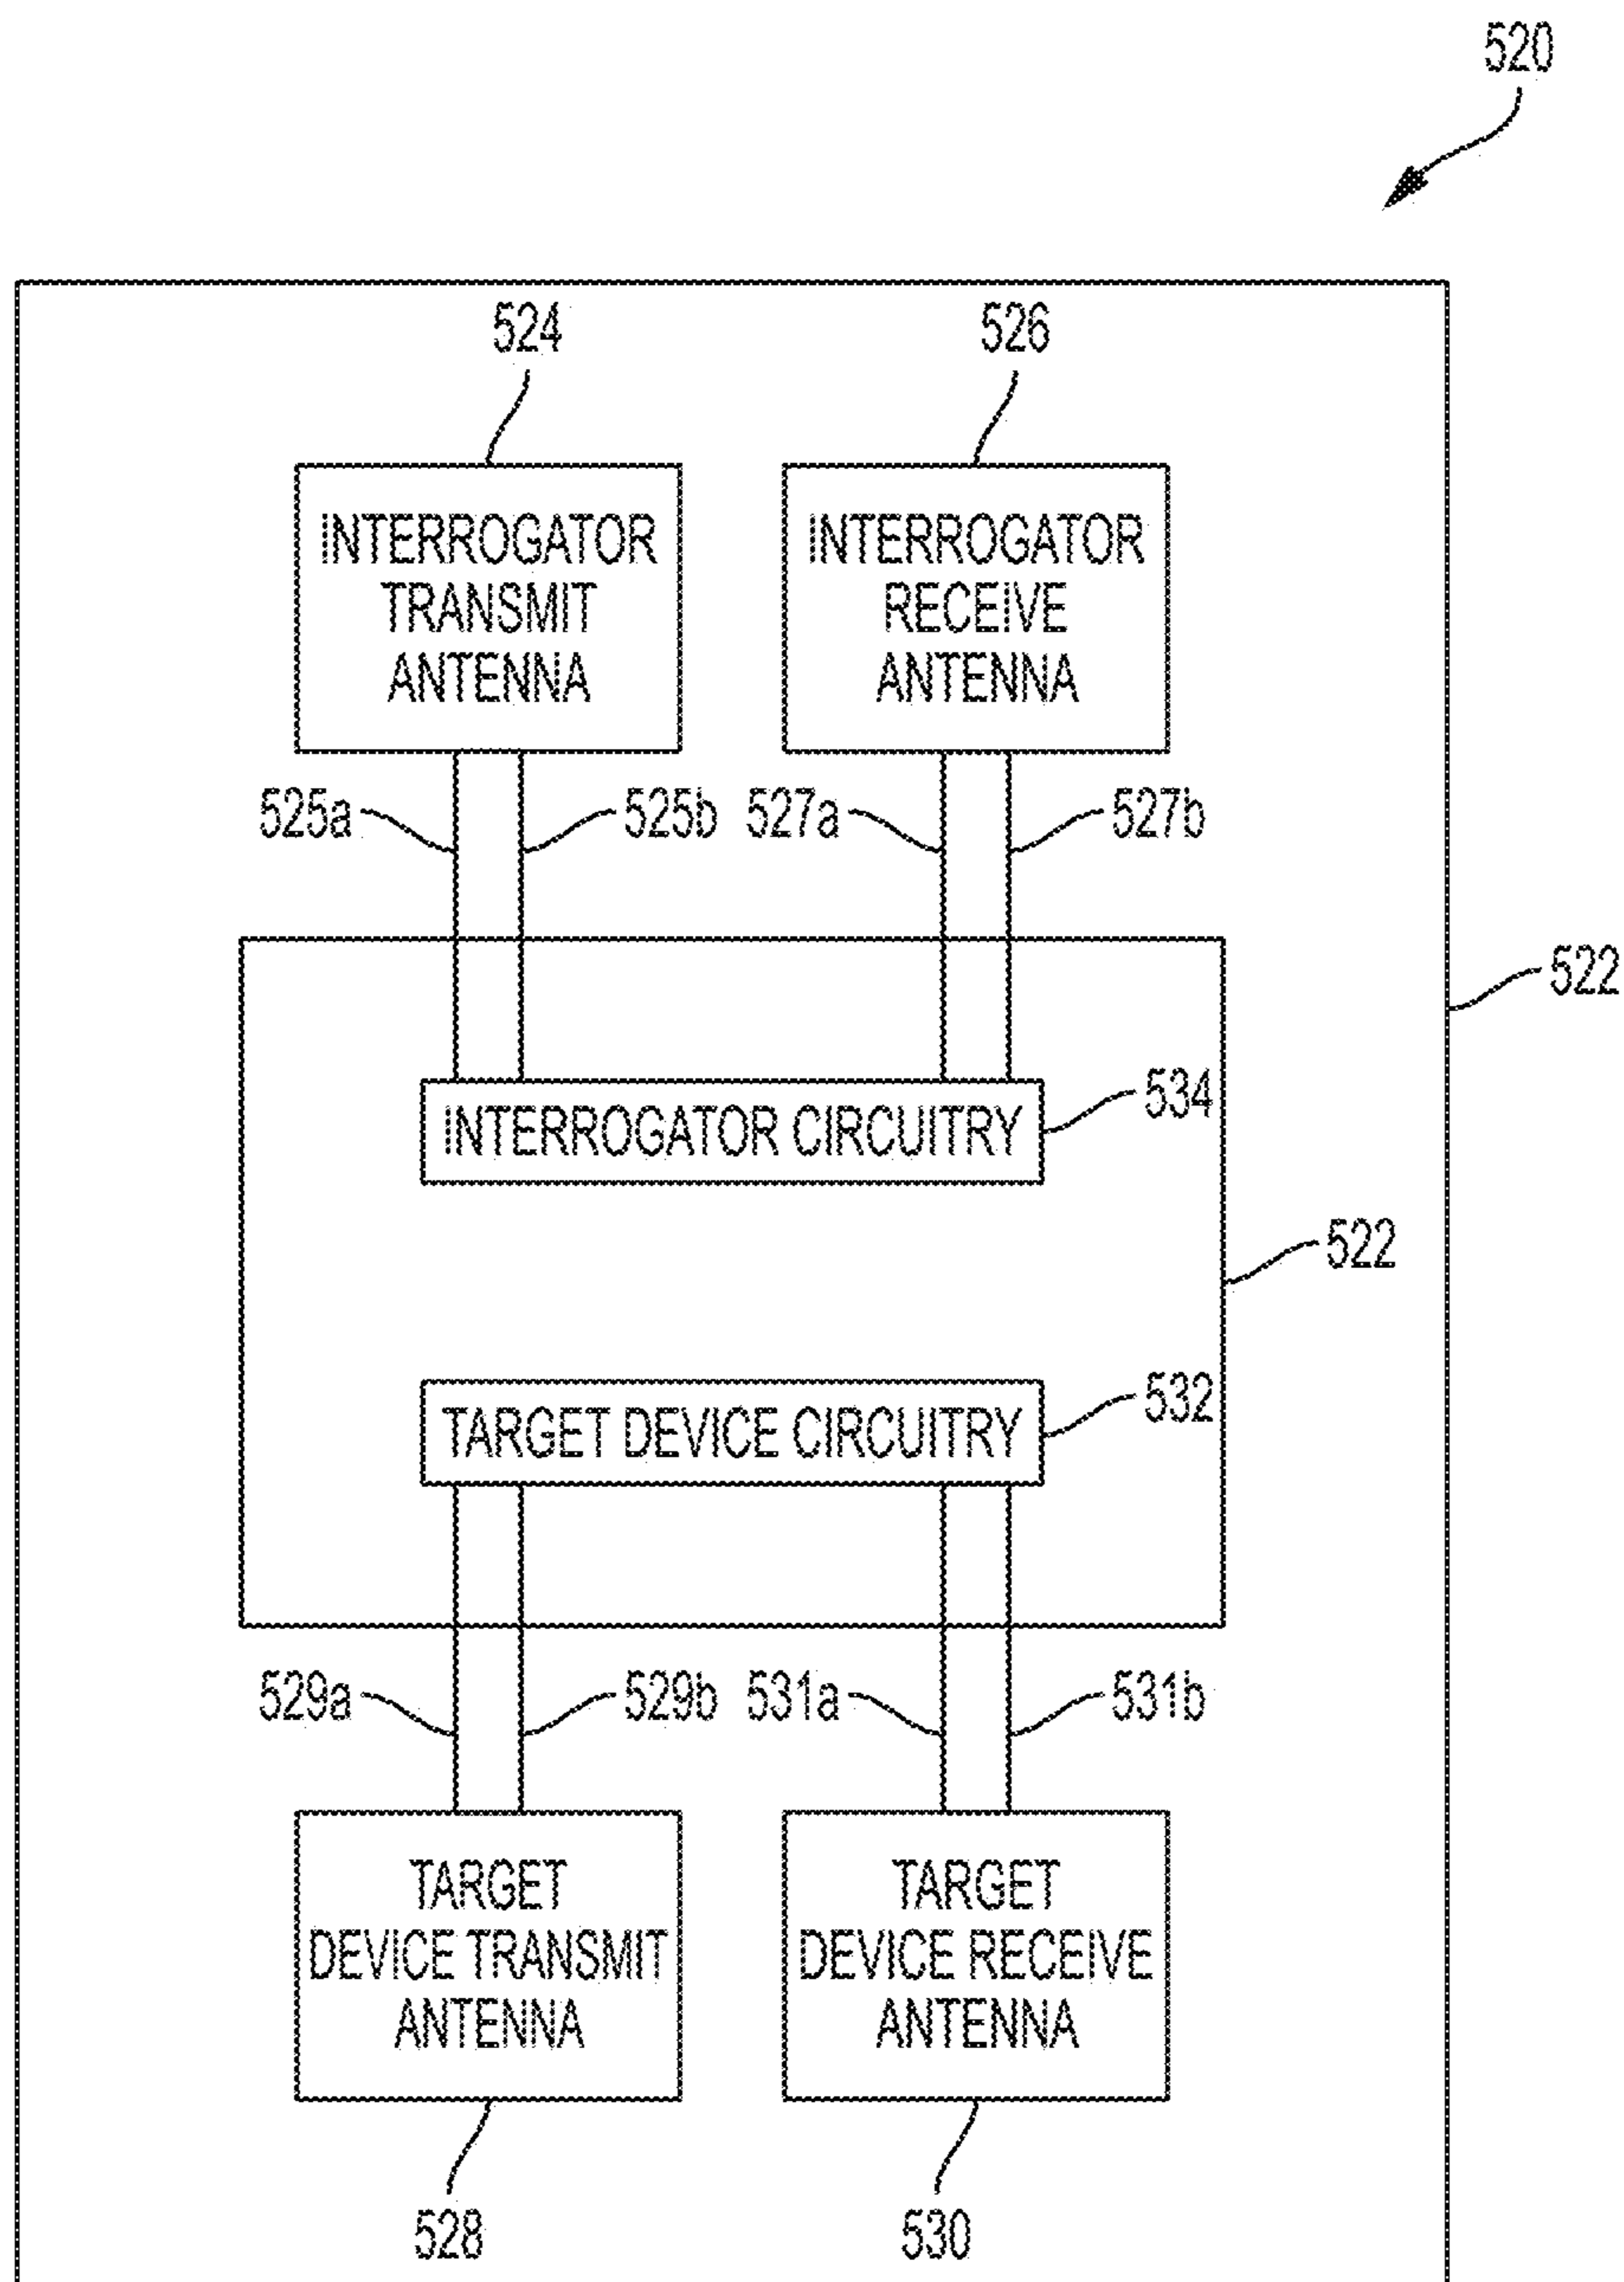 520
524
526
INTERROGATOR
TRANSMIT
ANTENNA
INTERROGATOR
RECEIVE
ANTENNA
525a
525b
527a
527b
522
534
INTERROGATOR CIRCUITRY
522
532
TARGET DEVICE CIRCUITRY
529a
529b
531a
531b
TARGET
DEVICE TRANSMIT
ANTENNA
TARGET
DEVICE RECEIVE
ANTENNA
528
530